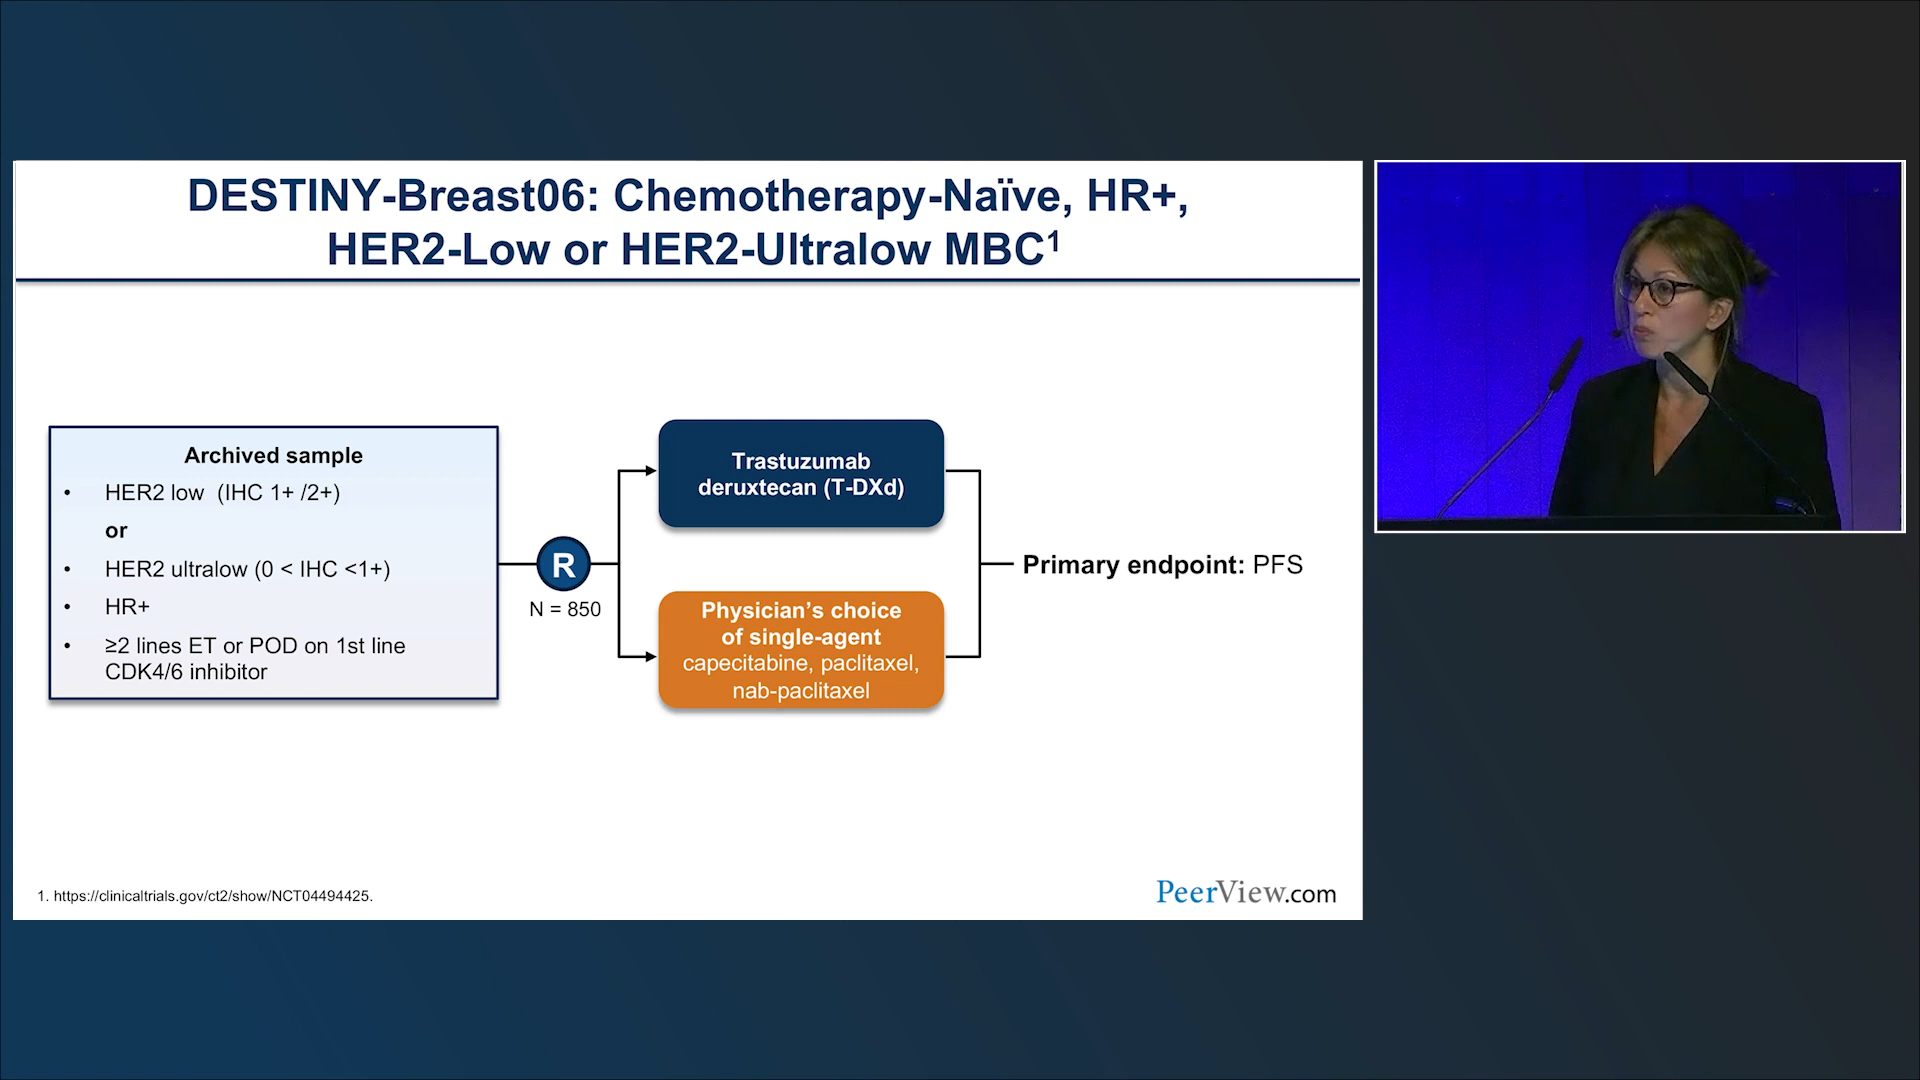 DESTINY-Breast06: Chemotherapy-Naïve, HR+,
HER2-Low or HER2-Ultralow MBC¹
Archived sample
• HER2 low (IHC 1+ /2+)
or
• HER2 ultralow (0 < IHC <1+)
• HR+
• ≥2 lines ET or POD on 1st line
CDK4/6 inhibitor
R
N = 850
Trastuzumab
deruxtecan (T-DXd)
Physician’s choice
of single-agent
capecitabine, paclitaxel,
nab-paclitaxel
Primary endpoint: PFS
1. https://clinicaltrials.gov/ct2/show/NCT04494425.
PeerView.com